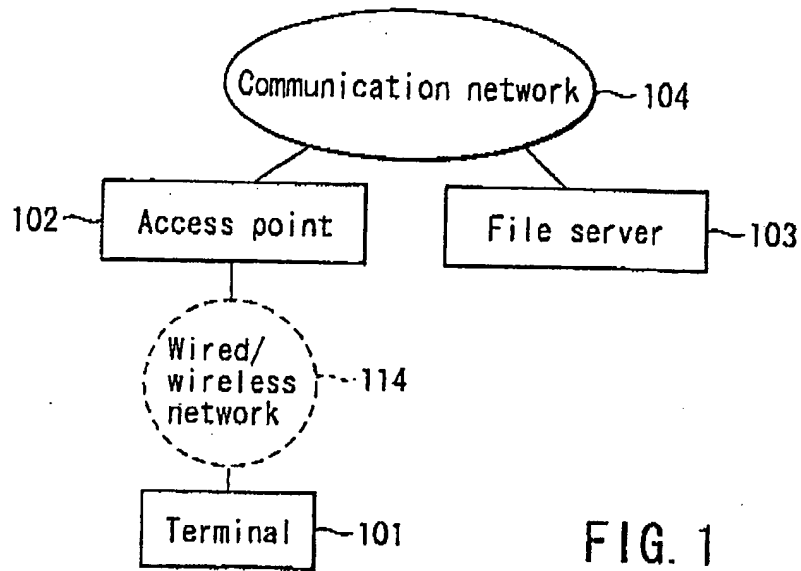 Communication network
104
102
Access point
File server
103
Wired/
wireless
network
114
Terminal
101
FIG. 1